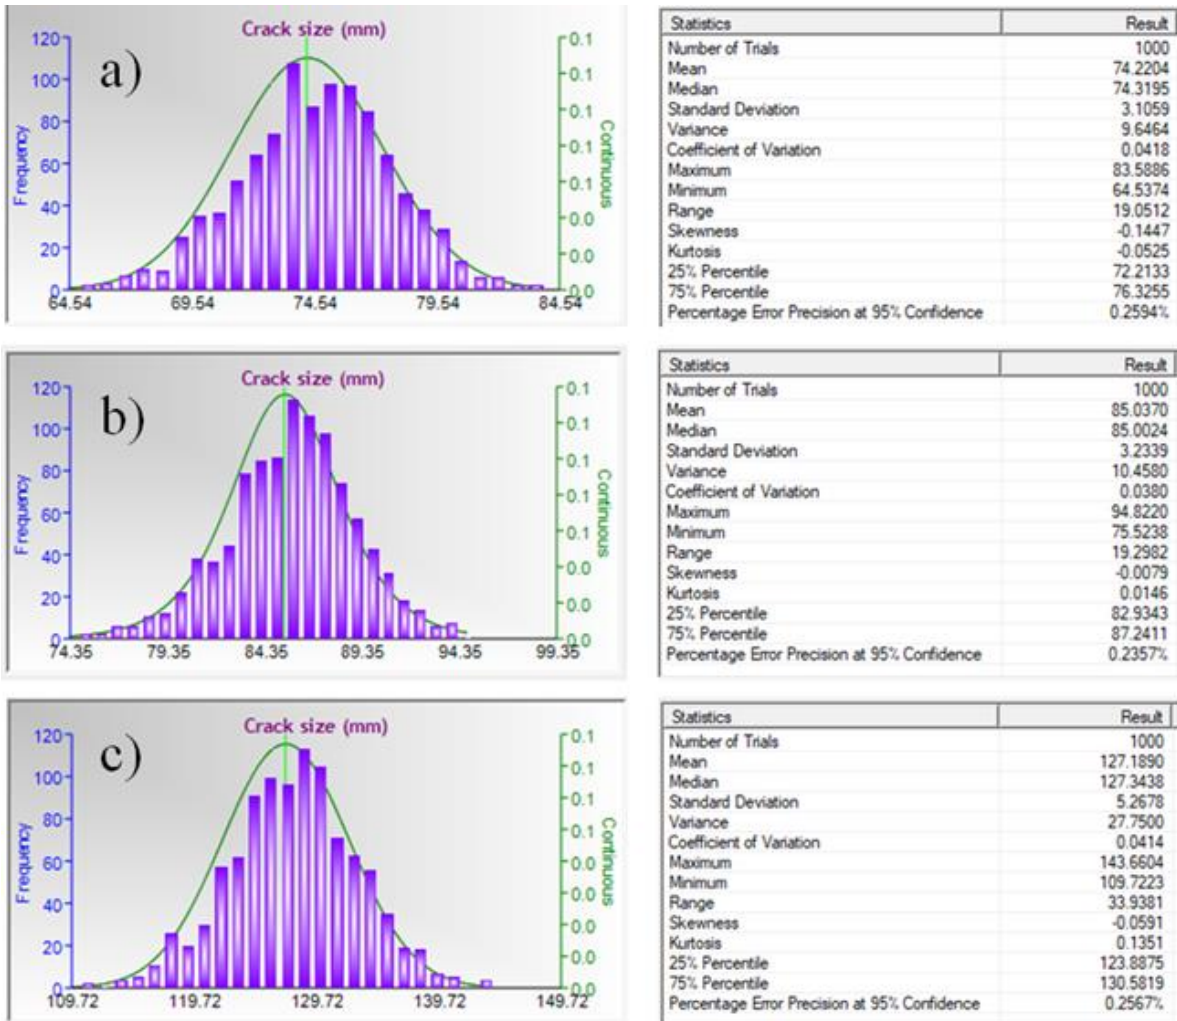 Crack size (mm)
a)
120
100
80
60
40
20
0
Frequency
0.1
0.1
0.1
0.1
0.1
0.0
0.0
0.0
Continuous
64.54 69.54 74.54 79.54 84.54
Statistics Result
Number of Trials 1000
Mean 74.2204
Median 74.3195
Standard Deviation 3.1059
Variance 9.6464
Coefficient of Variation 0.0418
Maximum 83.5886
Minimum 64.5374
Range 19.0512
Skewness -0.1447
Kurtosis -0.0525
25% Percentile 72.2133
75% Percentile 76.3255
Percentage Error Precision at 95% Confidence 0.2594%
Crack size (mm)
b)
120
100
80
60
40
20
0
Frequency
0.1
0.1
0.1
0.1
0.1
0.0
0.0
0.0
Continuous
74.35 79.35 84.35 89.35 94.35 99.35
Statistics Result
Number of Trials 1000
Mean 85.0370
Median 85.0024
Standard Deviation 3.2339
Variance 10.4580
Coefficient of Variation 0.0380
Maximum 94.8220
Minimum 75.5238
Range 19.2982
Skewness -0.0079
Kurtosis 0.0146
25% Percentile 82.9343
75% Percentile 87.2411
Percentage Error Precision at 95% Confidence 0.2357%
Crack size (mm)
c)
120
100
80
60
40
20
0
Frequency
0.1
0.1
0.1
0.1
0.0
0.0
0.0
0.0
0.0
Continuous
109.72 119.72 129.72 139.72 149.72
Statistics Result
Number of Trials 1000
Mean 127.1890
Median 127.3438
Standard Deviation 5.2678
Variance 27.7500
Coefficient of Variation 0.0414
Maximum 143.6604
Minimum 109.7223
Range 33.9381
Skewness -0.0591
Kurtosis 0.1351
25% Percentile 123.8875
75% Percentile 130.5819
Percentage Error Precision at 95% Confidence 0.2567%